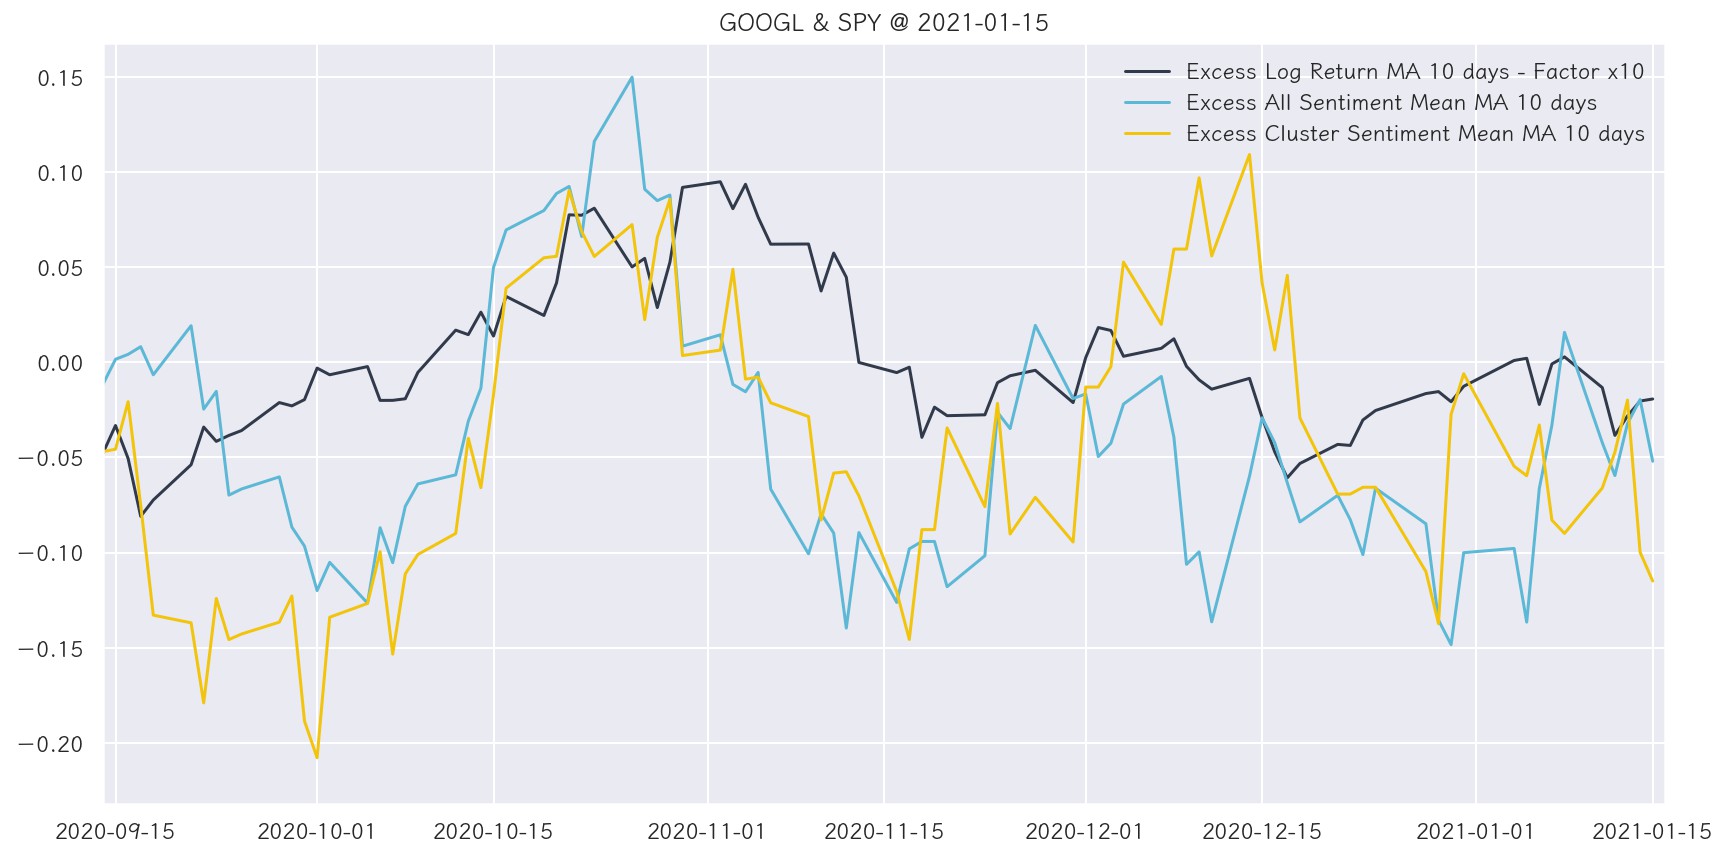 GOOGL & SPY @ 2021-01-15
Excess Log Return MA 10 days - Factor x10
Excess All Sentiment Mean MA 10 days
Excess Cluster Sentiment Mean MA 10 days
0.15
0.10
0.05
0.00
−0.05
−0.10
−0.15
−0.20
2020-09-15 2020-10-01 2020-10-15 2020-11-01 2020-11-15 2020-12-01 2020-12-15 2021-01-01 2021-01-15